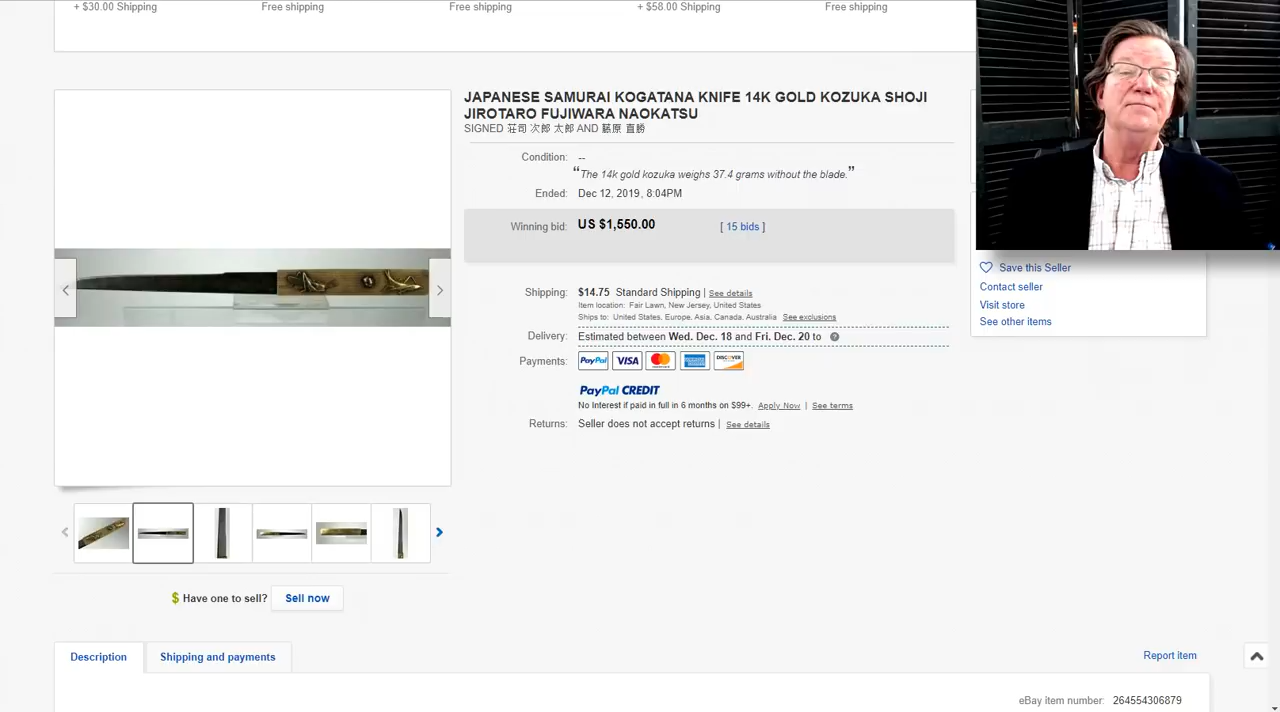 + $30.00 Shipping
Free shipping
Free shipping
+ $58.00 Shipping
Free shipping
JAPANESE SAMURAI KOGATANA KNIFE 14K GOLD KOZUKA SHOJI
JIROTARO FUJIWARA NAOKATSU
SIGNED 荘司 次郎 太郎 AND 藤原 直勝
Condition: --
“The 14k gold kozuka weighs 37.4 grams without the blade.”
Ended: Dec 12, 2019 , 8:04PM
Winning bid: US $1,550.00 [ 15 bids ]
Shipping: $14.75 Standard Shipping | See details
Item location: Fair Lawn, New Jersey, United States
Ships to: United States, Europe, Asia, Canada, Australia See exclusions
Delivery: Estimated between Wed. Dec. 18 and Fri. Dec. 20 to ?
Payments: PayPal VISA MasterCard AMERICAN EXPRESS DISCOVER
PayPal CREDIT
No Interest if paid in full in 6 months on $99+. Apply Now | See terms
Returns: Seller does not accept returns | See details
Save this Seller
Contact seller
Visit store
See other items
$ Have one to sell? Sell now
Description
Shipping and payments
Report item
eBay item number: 264554306879